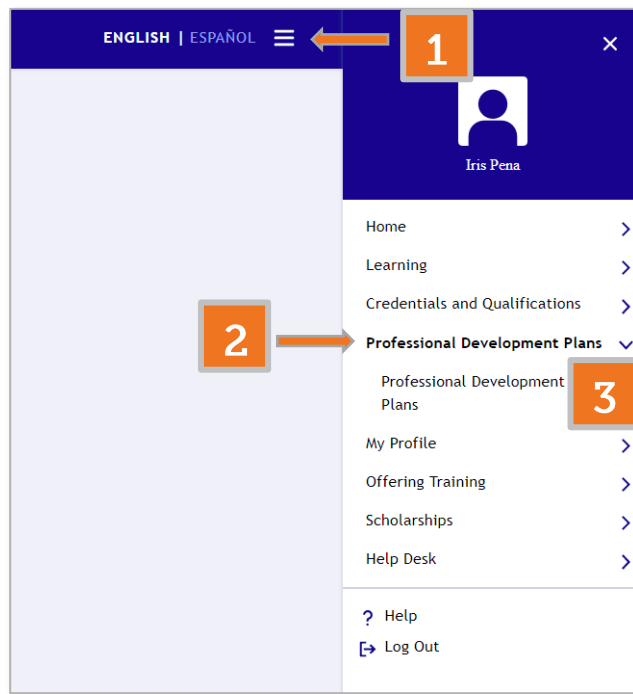 ENGLISH | ESPAÑOL
1
Iris Pena
Home
Learning
Credentials and Qualifications
2
Professional Development Plans
Professional Development
Plans
3
My Profile
Offering Training
Scholarships
Help Desk
? Help
Log Out